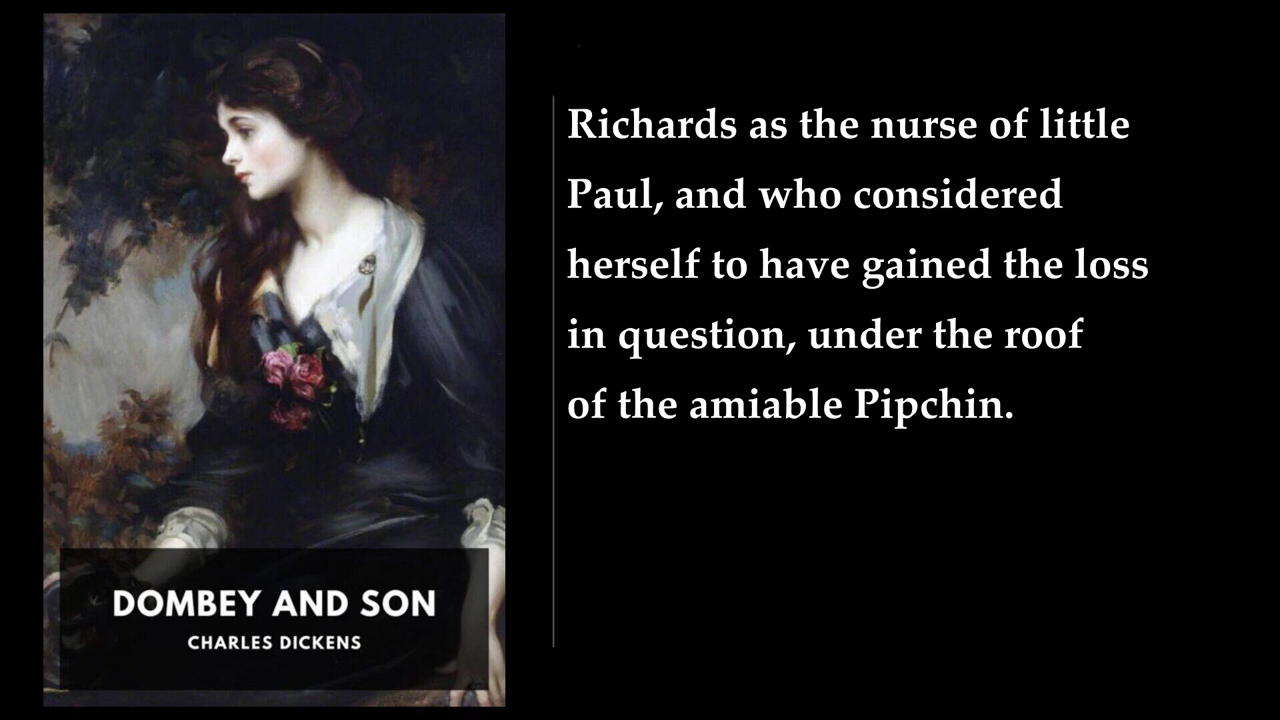 Richards as the nurse of little
Paul, and who considered
herself to have gained the loss
in question, under the roof
of the amiable Pipchin.
DOMBEY AND SON
CHARLES DICKENS